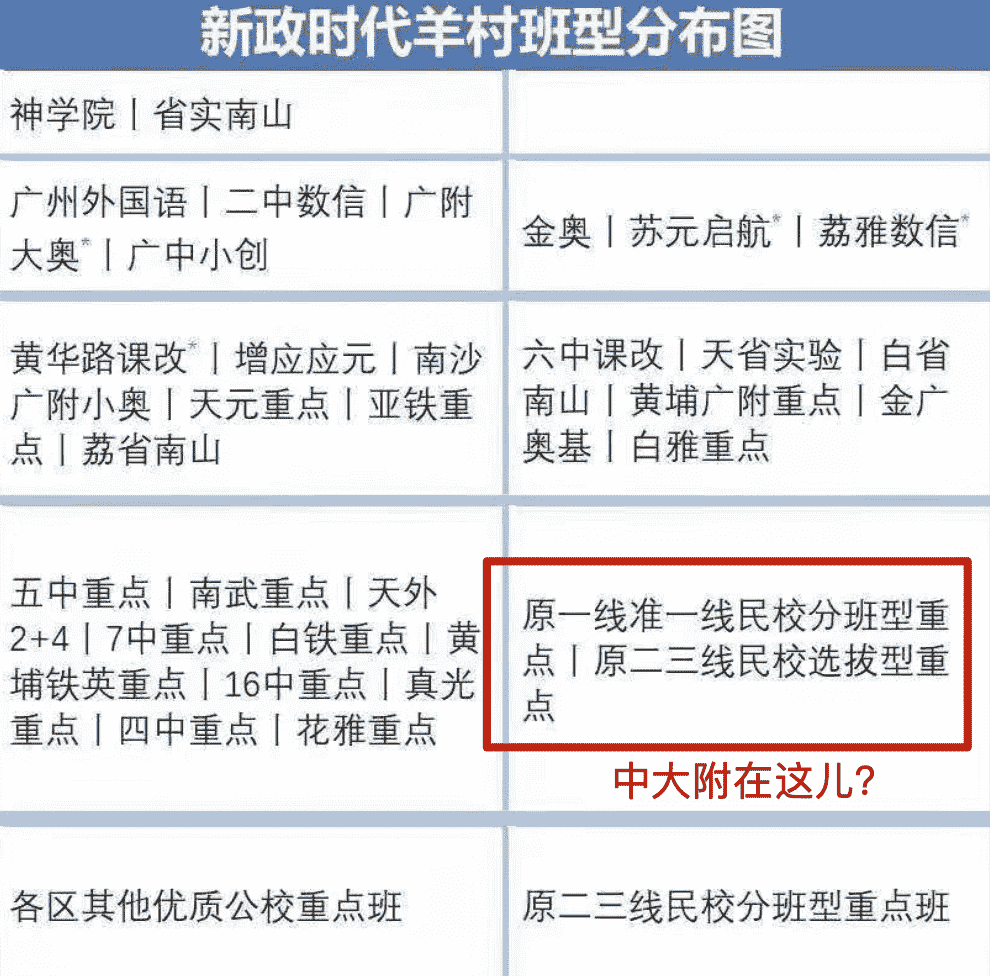 新政时代羊村班型分布图
神学院丨省实南山
广州外国语丨二中数信丨广附
大奥*丨广中小创
金奥丨苏元启航*丨荔雅数信*
黄华路课改*丨增应应元丨南沙
广附小奥丨天元重点丨亚铁重
点丨荔省南山
六中课改丨天省实验丨白省
南山丨黄埔广附重点丨金广
奥基丨白雅重点
五中重点丨南武重点丨天外
2+4丨7中重点丨白铁重点丨黄
埔铁英重点丨16中重点丨真光
重点丨四中重点丨花雅重点
原一线准一线民校分班型重
点丨原二三线民校选拔型重
点
中大附在这儿?
各区其他优质公校重点班
原二三线民校分班型重点班